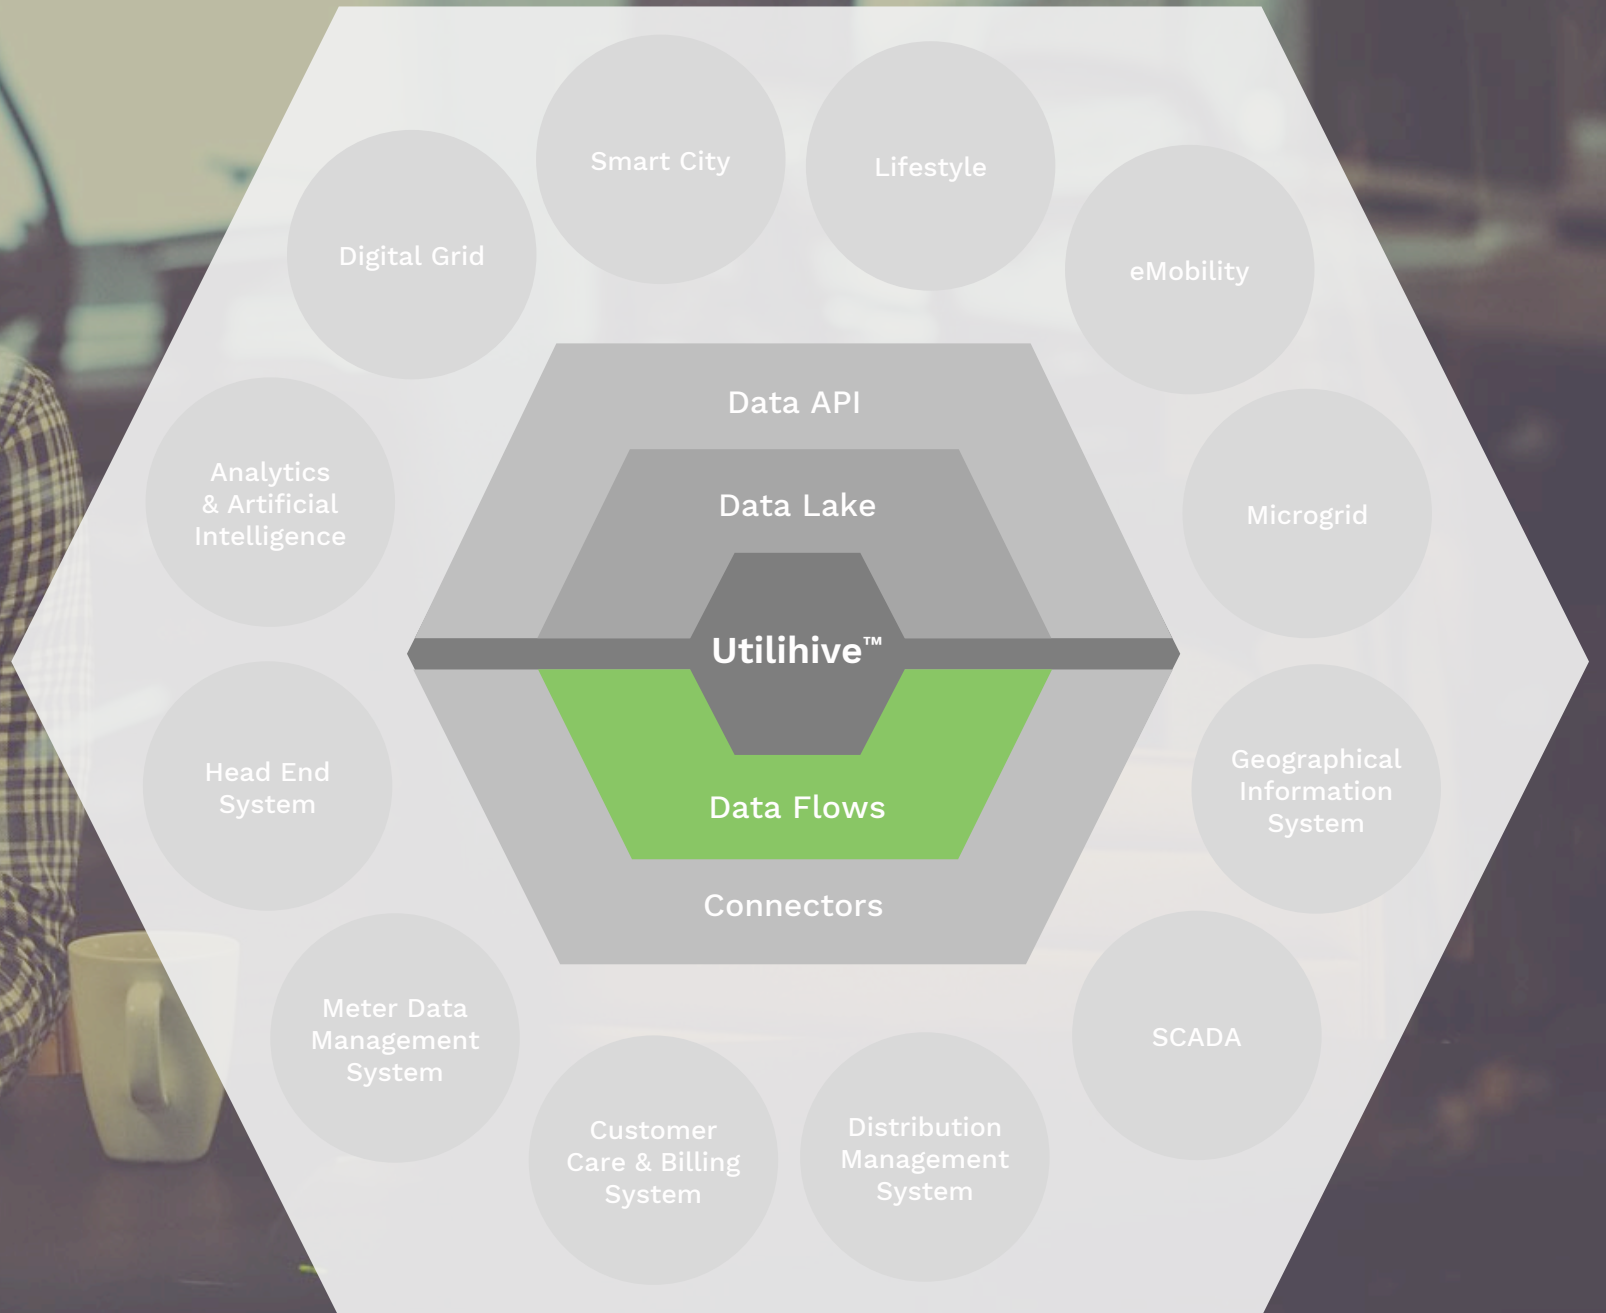 Smart City
Lifestyle
Digital Grid
eMobility
Data API
Analytics
& Artificial
Intelligence
Data Lake
Microgrid
Utilihive™
Head End
System
Geographical
Information
System
Data Flows
Connectors
Meter Data
Management
System
SCADA
Customer
Care & Billing
System
Distribution
Management
System